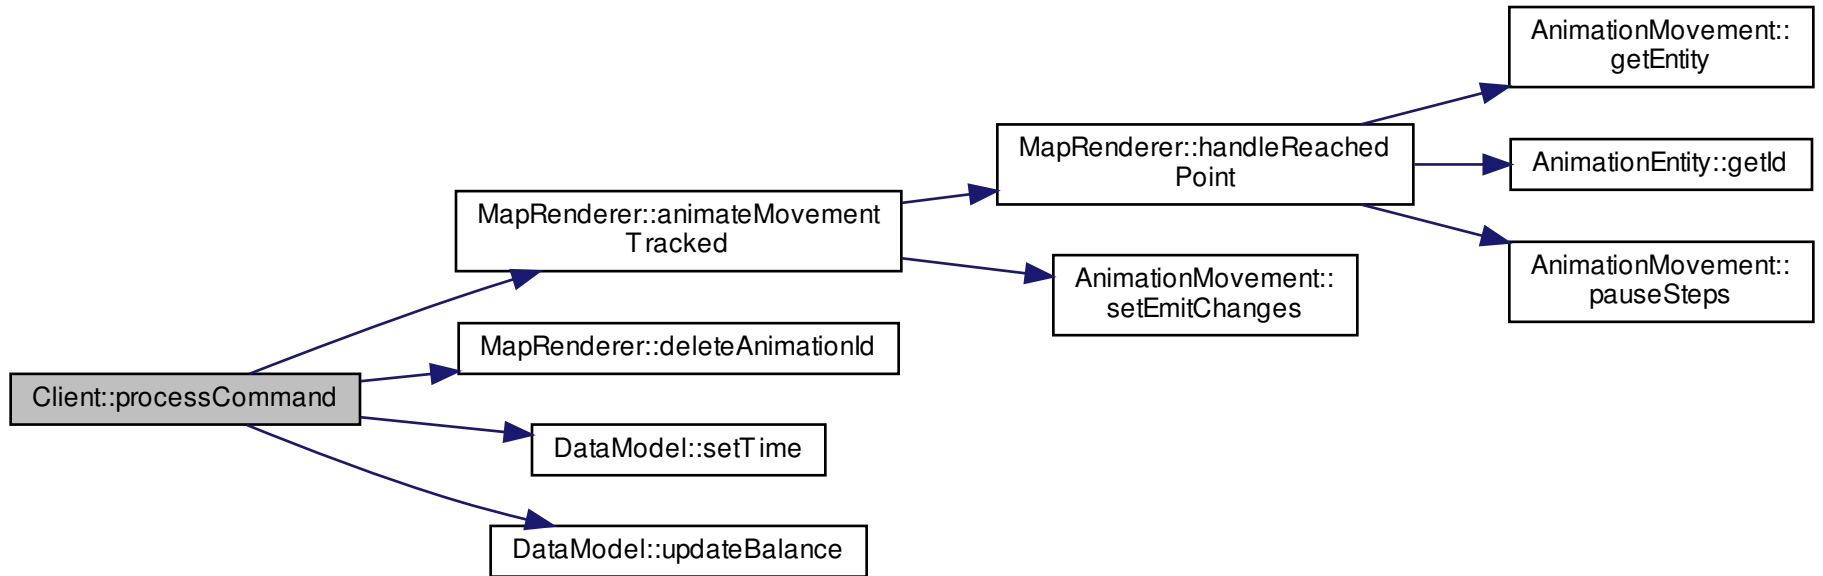 AnimationMovement::
getEntity
MapRenderer::handleReached
Point
AnimationEntity::getId
MapRenderer::animateMovement
Tracked
AnimationMovement::
setEmitChanges
AnimationMovement::
pauseSteps
MapRenderer::deleteAnimationId
Client::processCommand
DataModel::setTime
DataModel::updateBalance